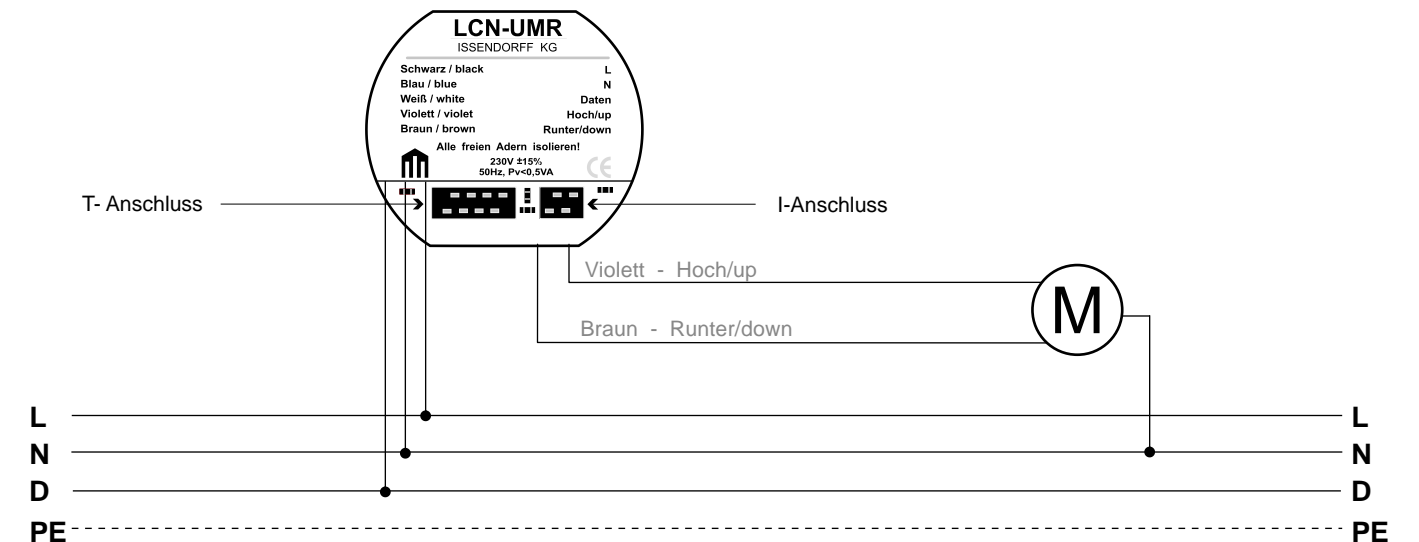 LCN-UMR
ISSENDORFF KG
Schwarz / black L
Blau / blue N
Weiß / white Daten
Violett / violet Hoch/up
Braun / brown Runter/down
Alle freien Adern isolieren!
230V ±15%
50Hz, Pv<0,5VA
CE
T- Anschluss
I-Anschluss
Violett - Hoch/up
Braun - Runter/down
M
L L
N N
D D
PE PE